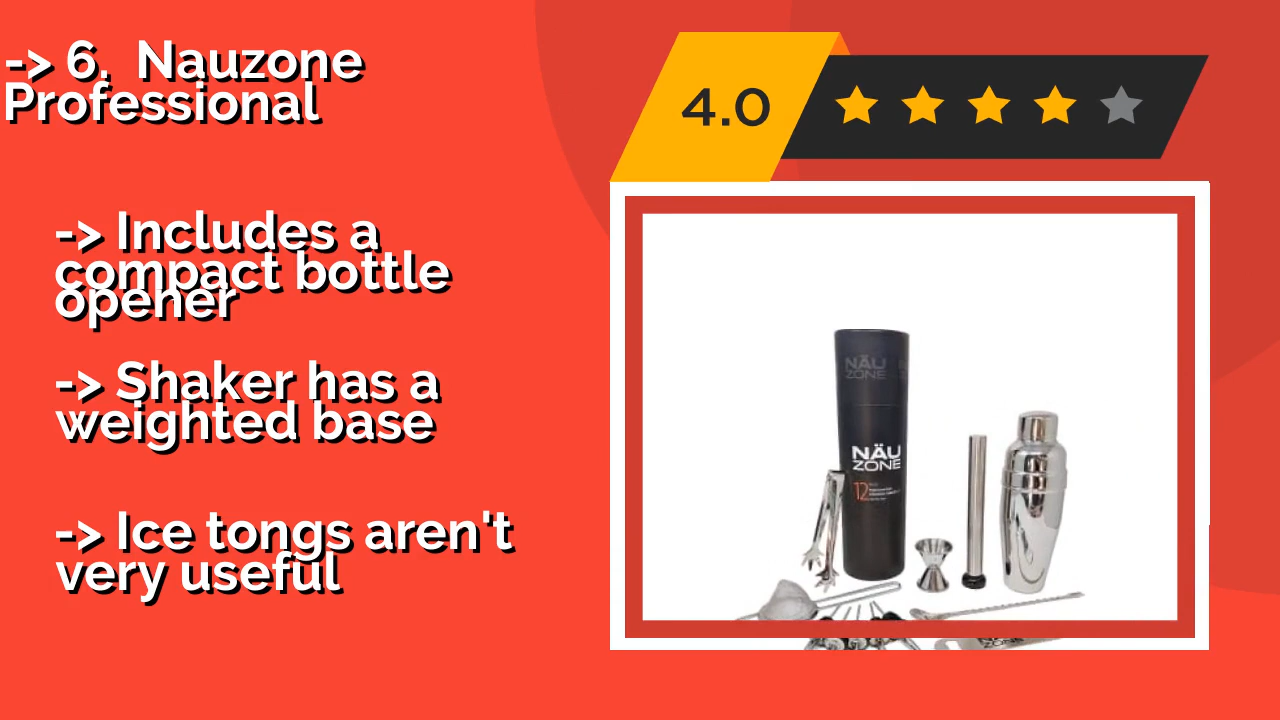 -> 6.  Nauzone
Professional
4.0
-> Includes a
compact bottle
opener
-> Shaker has a
weighted base
-> Ice tongs aren't
very useful
NÄU
ZONE
NÄU
ZONE
12